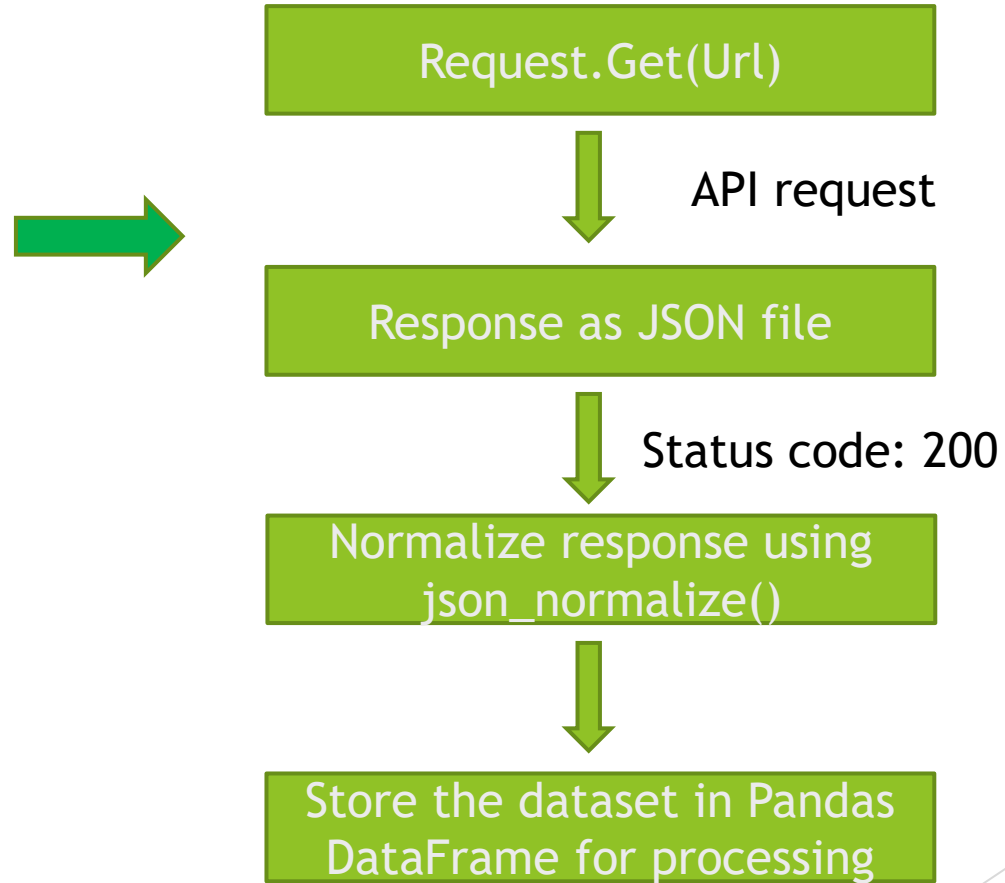 Request.Get(Url)
API request
Response as JSON file
Status code: 200
Normalize response using
json_normalize()
Store the dataset in Pandas
DataFrame for processing